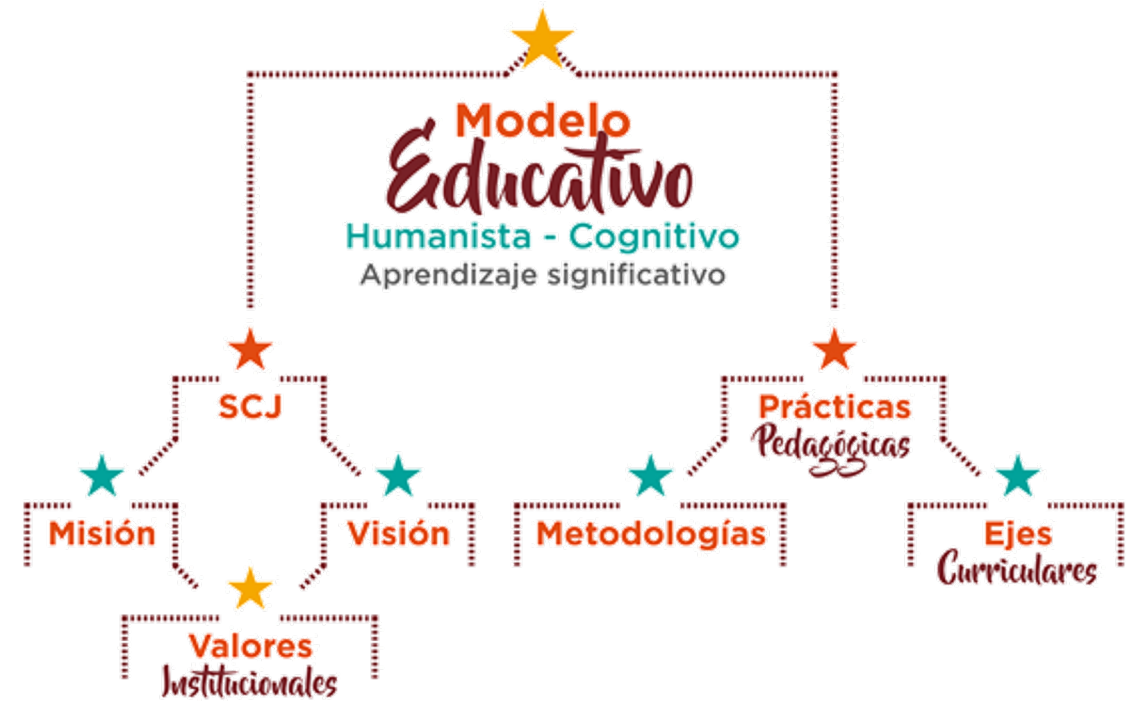 Modelo
Educativo
Humanista - Cognitivo
Aprendizaje significativo
SCJ
Prácticas
Pedagógicas
Misión
Visión
Metodologías
Ejes
Curriculares
Valores
Institucionales